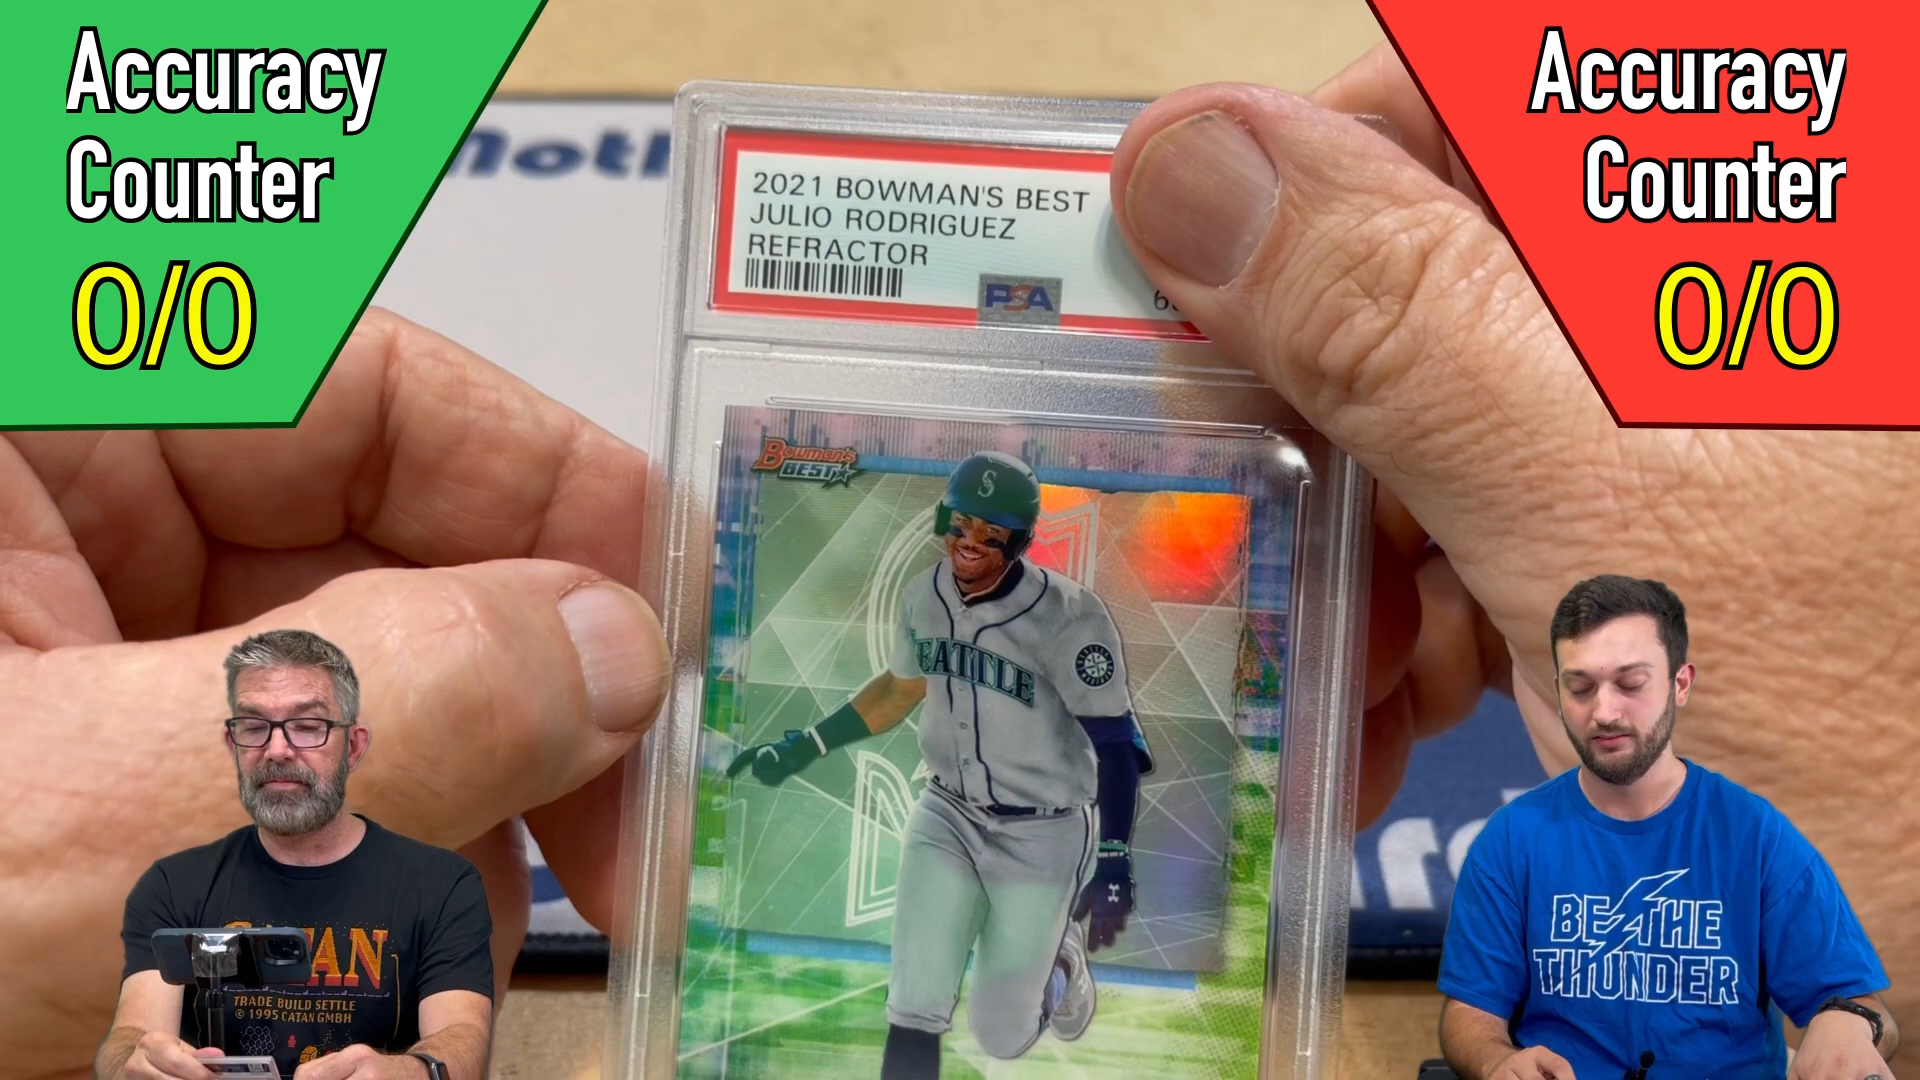 Accuracy
Counter
0/0
Accuracy
Counter
0/0
2021 BOWMAN'S BEST
JULIO RODRIGUEZ
REFRACTOR
PSA
Bowman's
BEST
S
SEATTLE
CATAN
TRADE BUILD SETTLE
© 1995 CATAN GMBH
BE THE
THUNDER